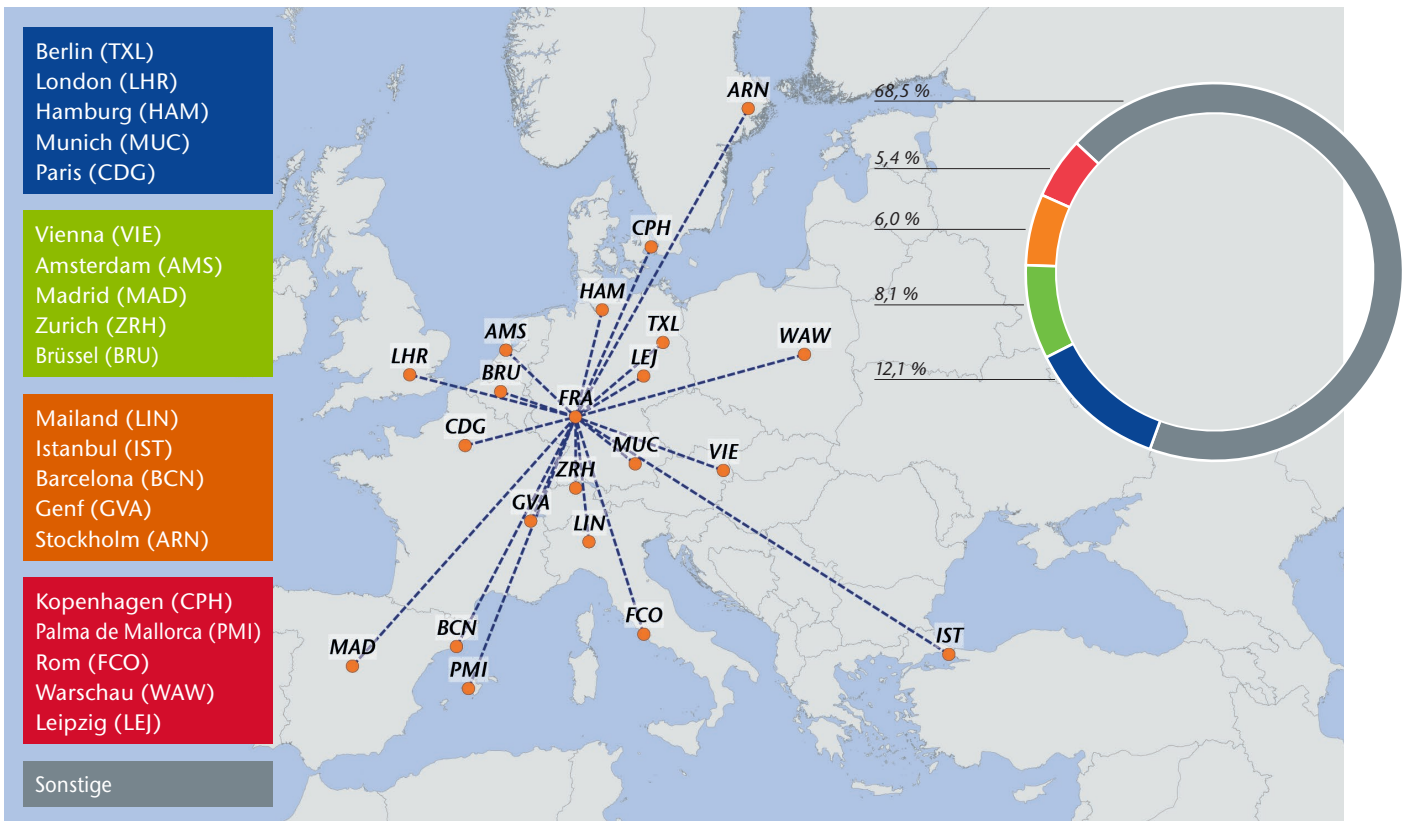 Berlin (TXL)
London (LHR)
Hamburg (HAM)
Munich (MUC)
Paris (CDG)
Vienna (VIE)
Amsterdam (AMS)
Madrid (MAD)
Zurich (ZRH)
Brüssel (BRU)
Mailand (LIN)
Istanbul (IST)
Barcelona (BCN)
Genf (GVA)
Stockholm (ARN)
Kopenhagen (CPH)
Palma de Mallorca (PMI)
Rom (FCO)
Warschau (WAW)
Leipzig (LEJ)
Sonstige
ARN
CPH
HAM
TXL
AMS
WAW
LHR
LEJ
BRU
FRA
CDG
MUC
VIE
ZRH
GVA
LIN
FCO
BCN
IST
MAD
PMI
68,5 %
5,4 %
6,0 %
8,1 %
12,1 %